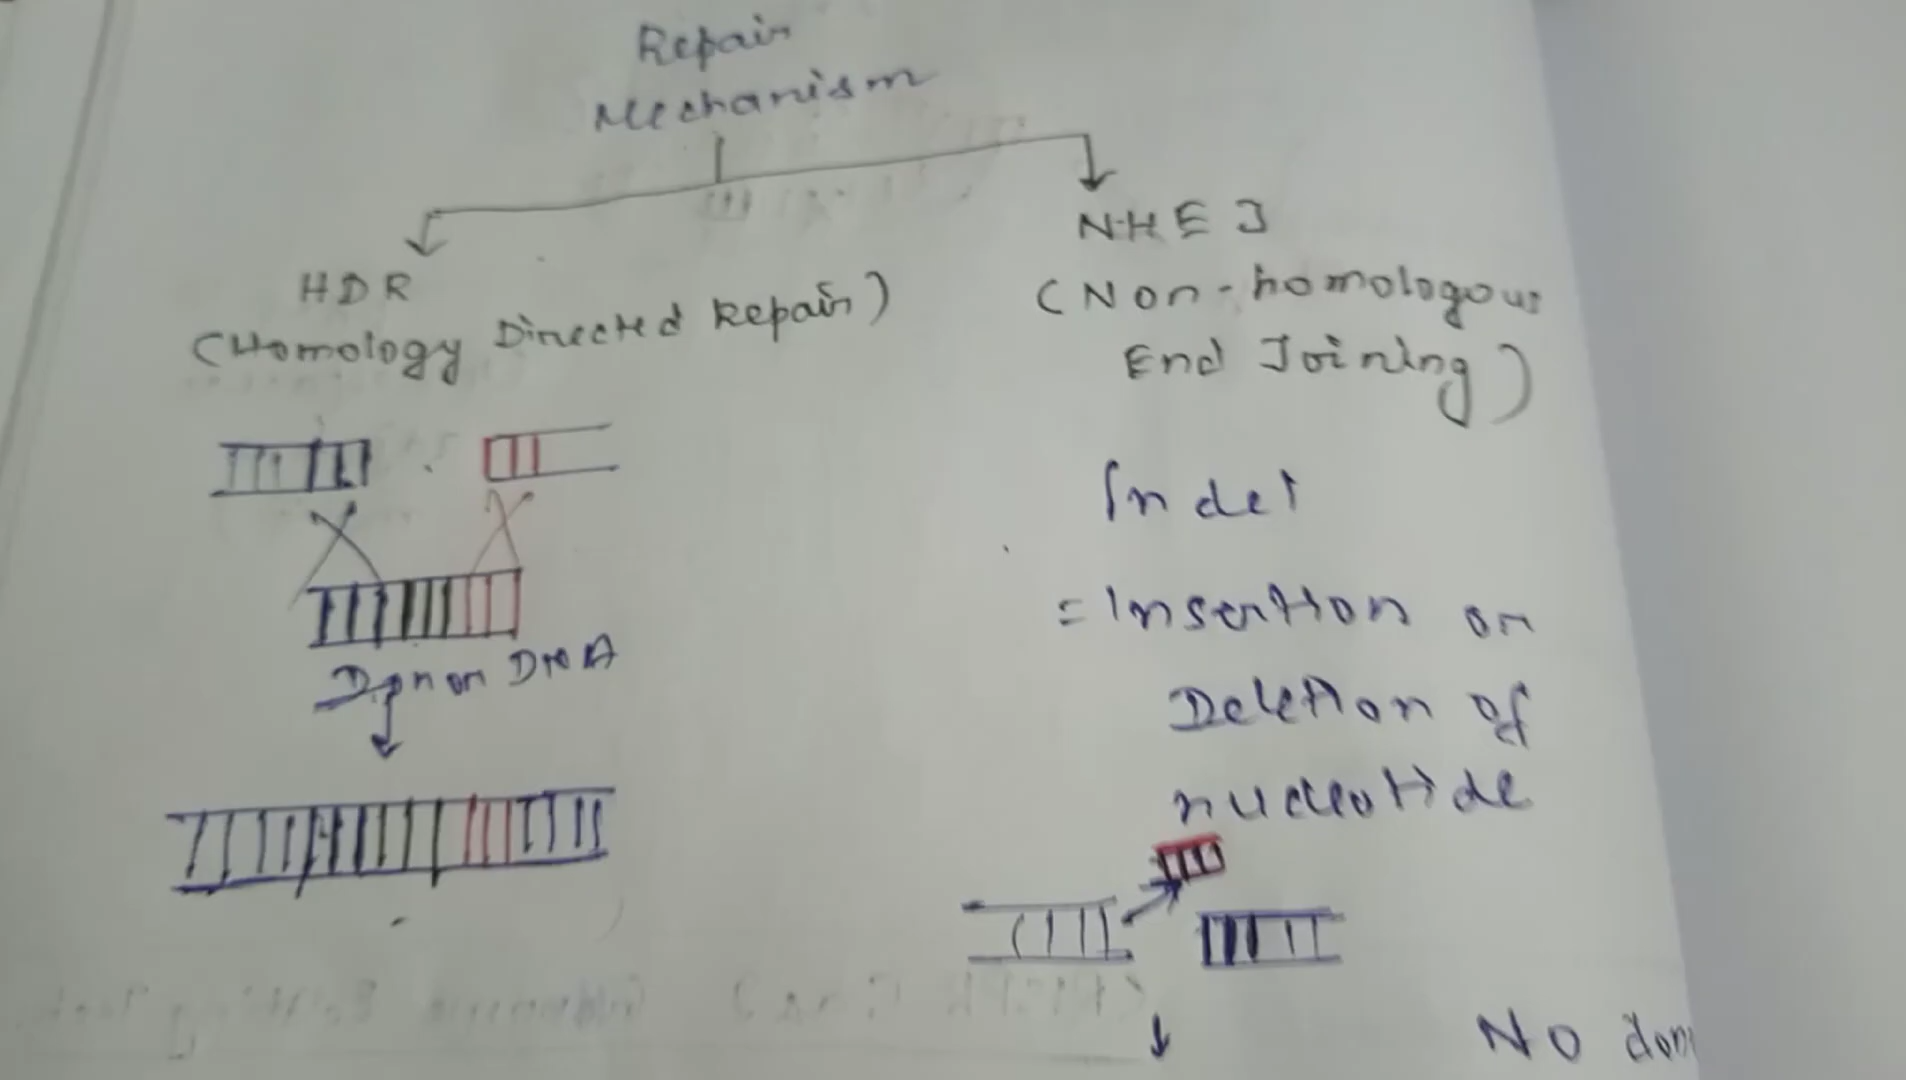 Repair
Mechanism
HDR
(Homology Directed Repair)
NHEJ
(Non-homologous
End Joining)
Indel
= Insertion or
Deletion of
nucleotide
Donor DNA
No